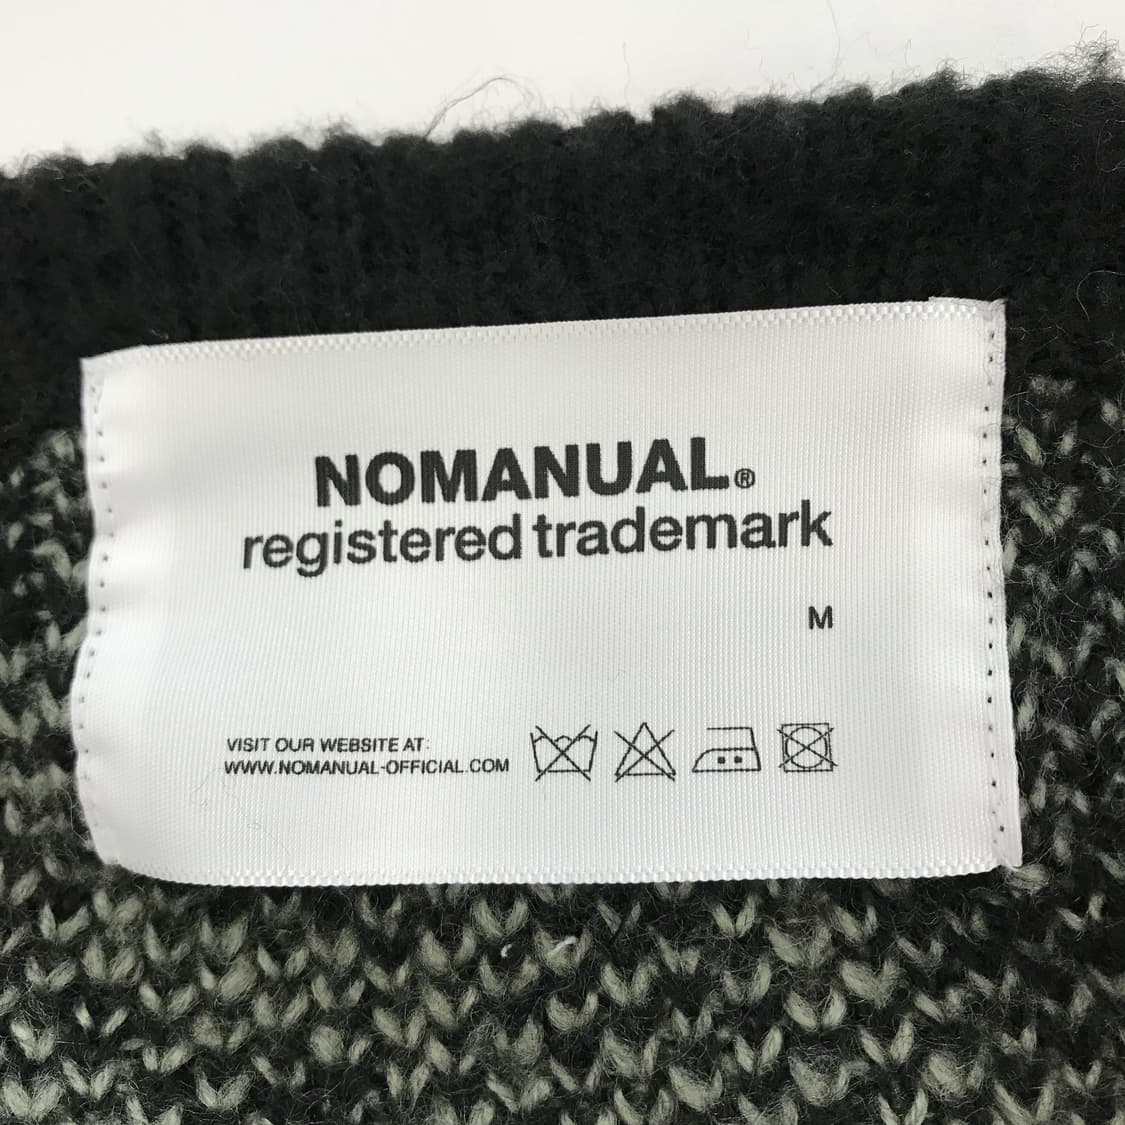 NOMANUAL®
registered trademark
M
VISIT OUR WEBSITE AT:
WWW.NOMANUAL-OFFICIAL.COM